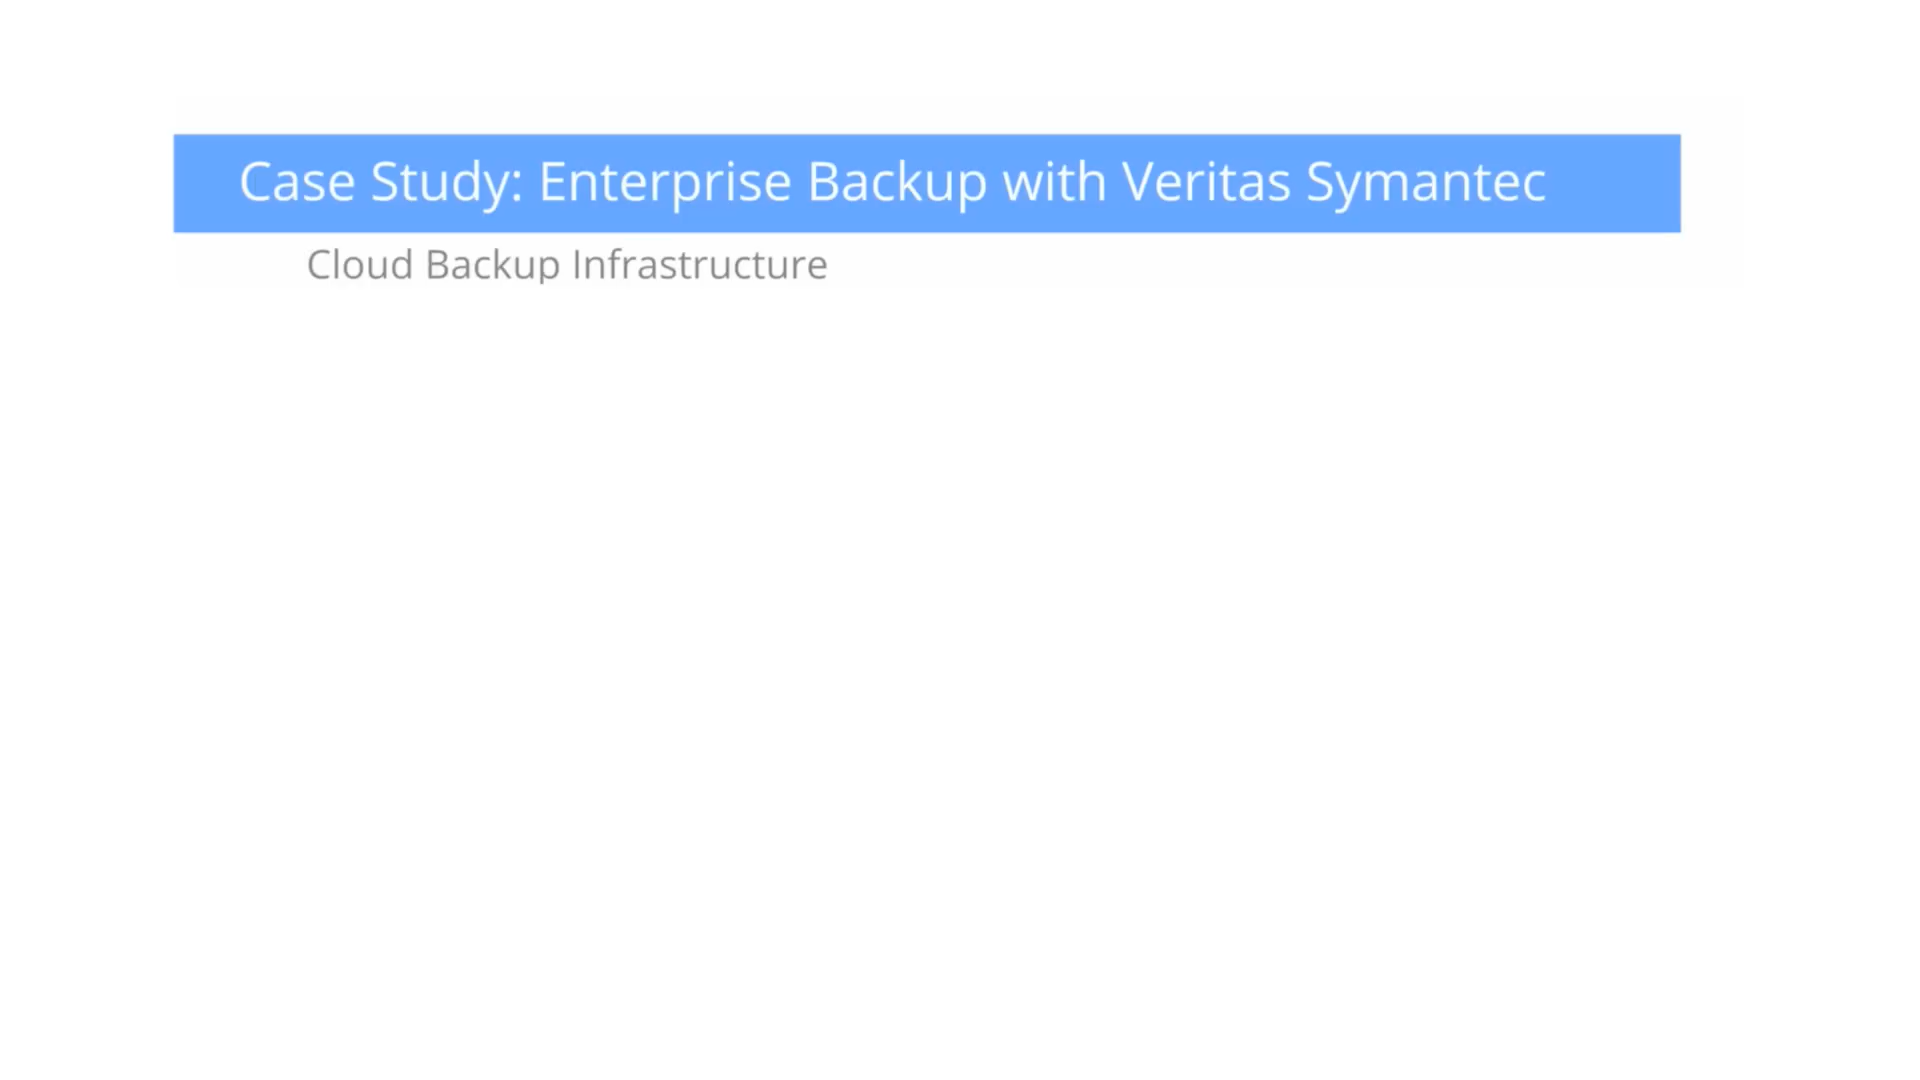 Case Study: Enterprise Backup with Veritas Symantec
Cloud Backup Infrastructure